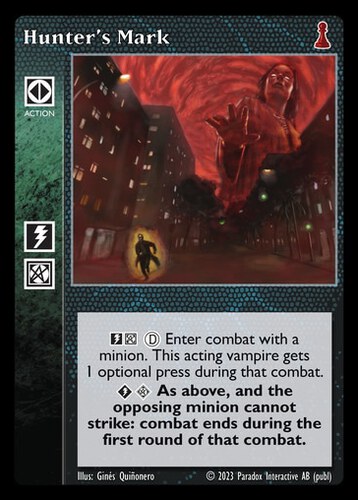 Hunter's Mark
ACTION
D Enter combat with a
minion. This acting vampire gets
1 optional press during that combat.
As above, and the
opposing minion cannot
strike: combat ends during the
first round of that combat.
Illus: Ginés Quiñonero © 2023 Paradox Interactive AB (publ)